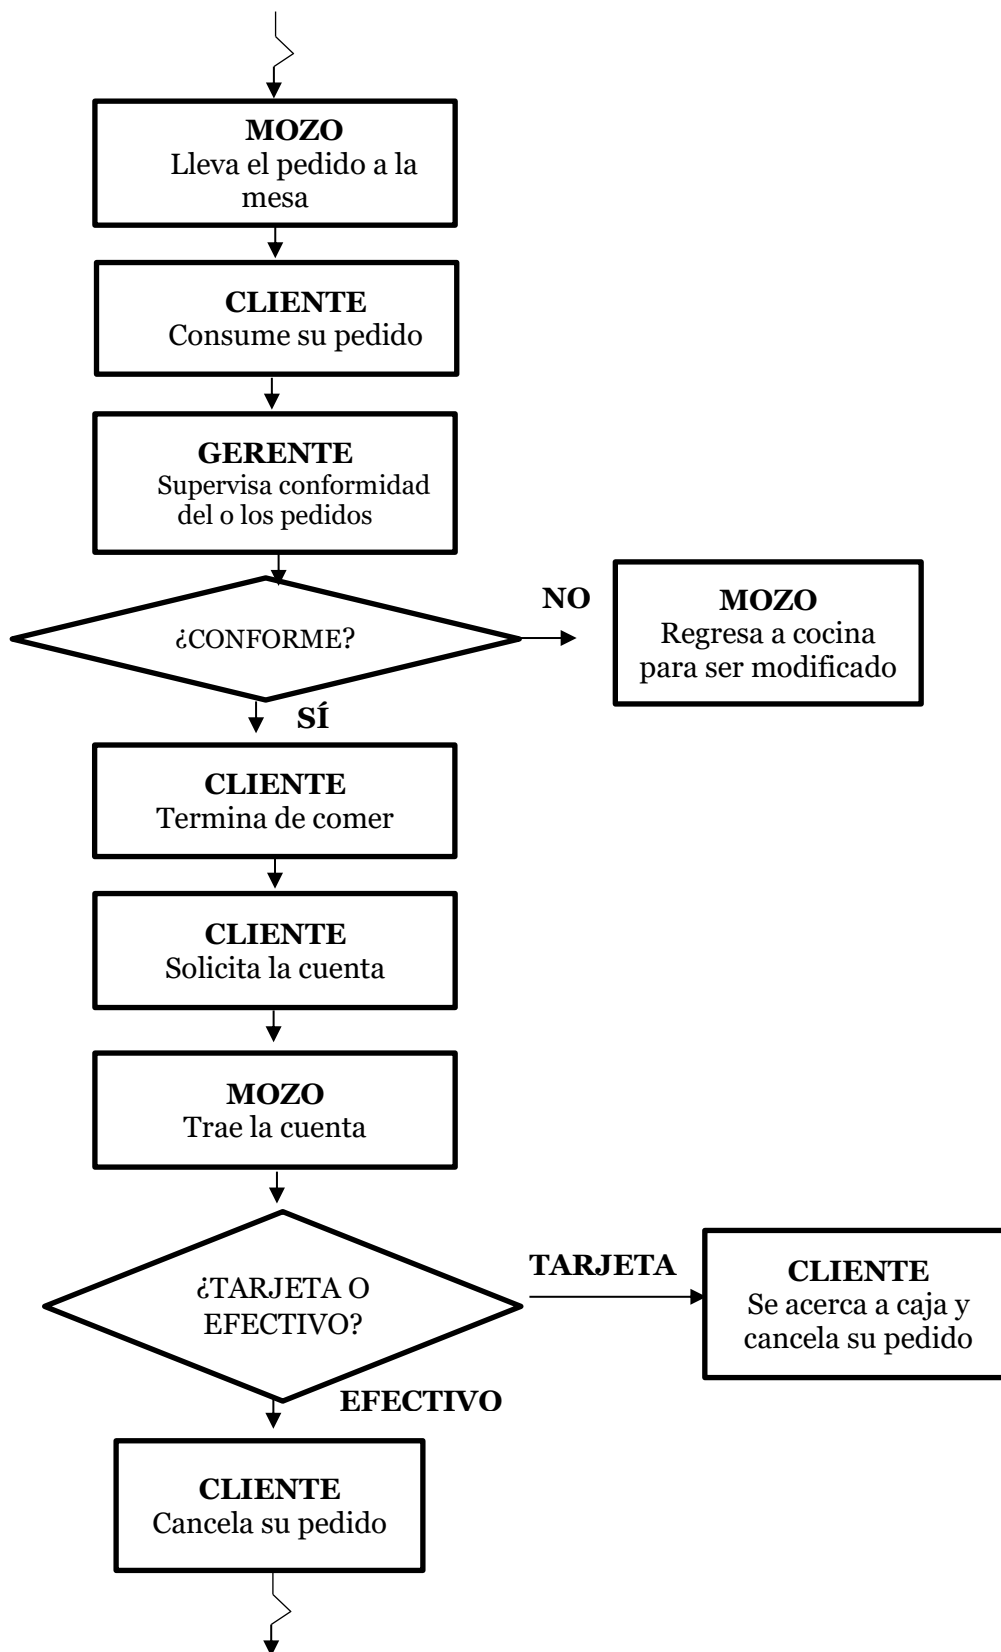 MOZO
Lleva el pedido a la
mesa
CLIENTE
Consume su pedido
GERENTE
Supervisa conformidad
del o los pedidos
¿CONFORME?
NO
MOZO
Regresa a cocina
para ser modificado
SÍ
CLIENTE
Termina de comer
CLIENTE
Solicita la cuenta
MOZO
Trae la cuenta
¿TARJETA O
EFECTIVO?
TARJETA
CLIENTE
Se acerca a caja y
cancela su pedido
EFECTIVO
CLIENTE
Cancela su pedido